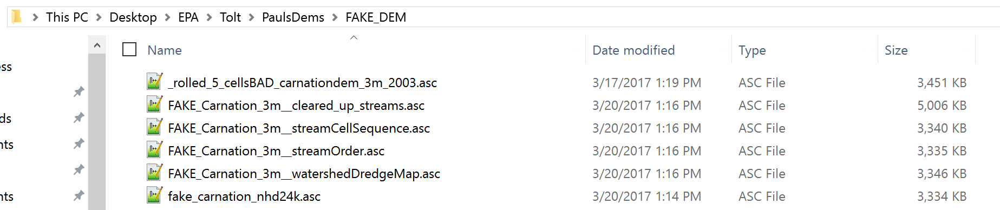 This PC > Desktop > EPA > Tolt > PaulsDems > FAKE_DEM
Name Date modified Type Size
ess
_rolled_5_cellsBAD_carnationdem_3m_2003.asc 3/17/2017 1:19 PM ASC File 3,451 KB
FAKE_Carnation_3m__cleared_up_streams.asc 3/20/2017 1:16 PM ASC File 5,006 KB
ds
FAKE_Carnation_3m__streamCellSequence.asc 3/20/2017 1:16 PM ASC File 3,340 KB
nts
FAKE_Carnation_3m__streamOrder.asc 3/20/2017 1:16 PM ASC File 3,335 KB
FAKE_Carnation_3m__watershedDredgeMap.asc 3/20/2017 1:16 PM ASC File 3,346 KB
nts
fake_carnation_nhd24k.asc 3/20/2017 1:14 PM ASC File 3,334 KB